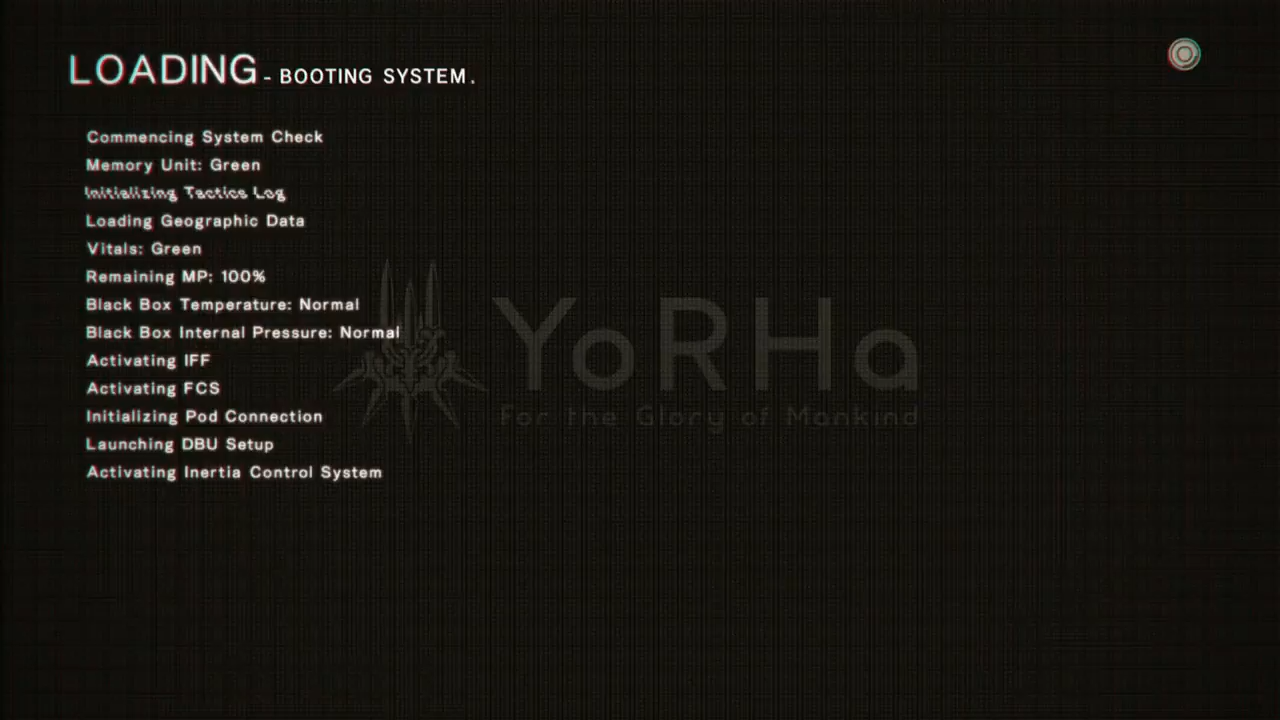 LOADING - BOOTING SYSTEM.
Commencing System Check
Memory Unit: Green
Initializing Tactics Log
Loading Geographic Data
Vitals: Green
Remaining MP: 100%
Black Box Temperature: Normal
Black Box Internal Pressure: Normal
Activating IFF
Activating FCS
Initializing Pod Connection
Launching DBU Setup
Activating Inertia Control System
YoRHa
For the Glory of Mankind